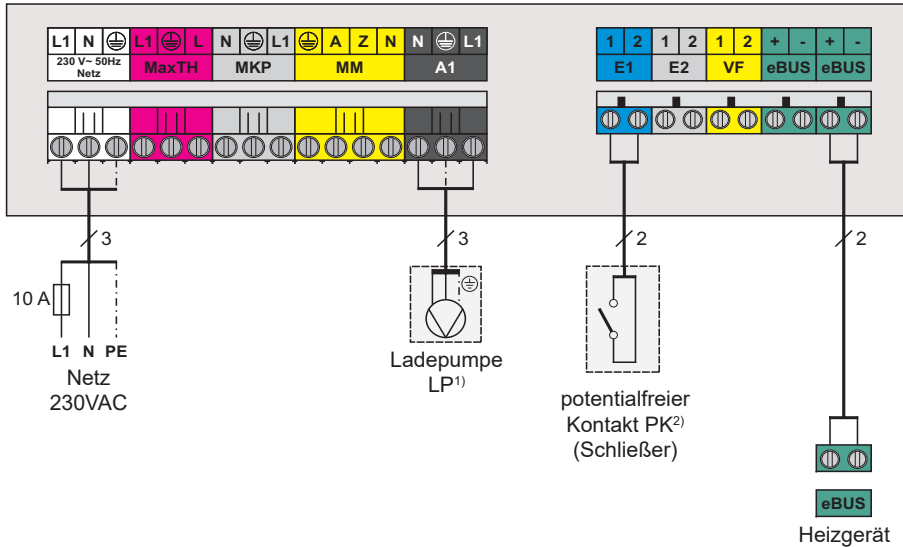 L1 N L1 L N L1 A Z N N L1
230 V~ 50Hz
Netz
MaxTH MKP MM A1
1 2 1 2 1 2 + - + -
E1 E2 VF eBUS eBUS
3
3
2
2
10 A
L1 N PE
Netz
230VAC
Ladepumpe
LP¹⁾
potentialfreier
Kontakt PK²⁾
(Schließer)
eBUS
Heizgerät